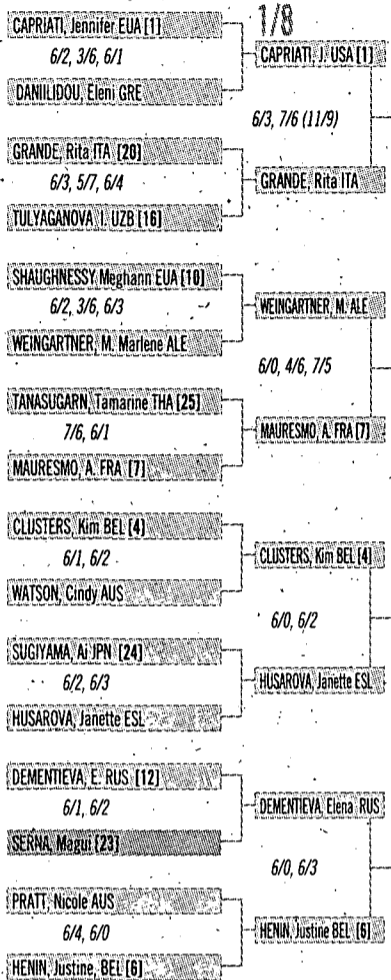 CAPRIATI, Jennifer EUA [1]
6/2, 3/6, 6/1
DANIILIDOU, Eleni GRE
GRANDE, Rita ITA [20]
6/3, 5/7, 6/4
TULYAGANOVA, I. UZB [16]
SHAUGHNESSY Meghann EUA [10]
6/2, 3/6, 6/3
WEINGARTNER, M. Marlene ALE
TANASUGARN, Tamarine THA [25]
7/6, 6/1
MAURESMO, A. FRA [7]
CLUSTERS, Kim BEL [4]
6/1, 6/2
WATSON, Cindy AUS
SUGIYAMA, Ai JPN [24]
6/2, 6/3
HUSAROVA, Janette ESL
DEMENTIEVA, E. RUS [12]
6/1, 6/2
SERNA, Magui [23]
PRATT, Nicole AUS
6/4, 6/0
HENIN, Justine, BEL [6]
1/8
CAPRIATI, J. USA [1]
6/3, 7/6 (11/9)
GRANDE, Rita ITA
WEINGARTNER, M. ALE
6/0, 4/6, 7/5
MAURESMO, A. FRA [7]
CLUSTERS, Kim BEL [4]
6/0, 6/2
HUSAROVA, Janette ESL
DEMENTIEVA, Elena RUS
6/0, 6/3
HENIN, Justine BEL [6]